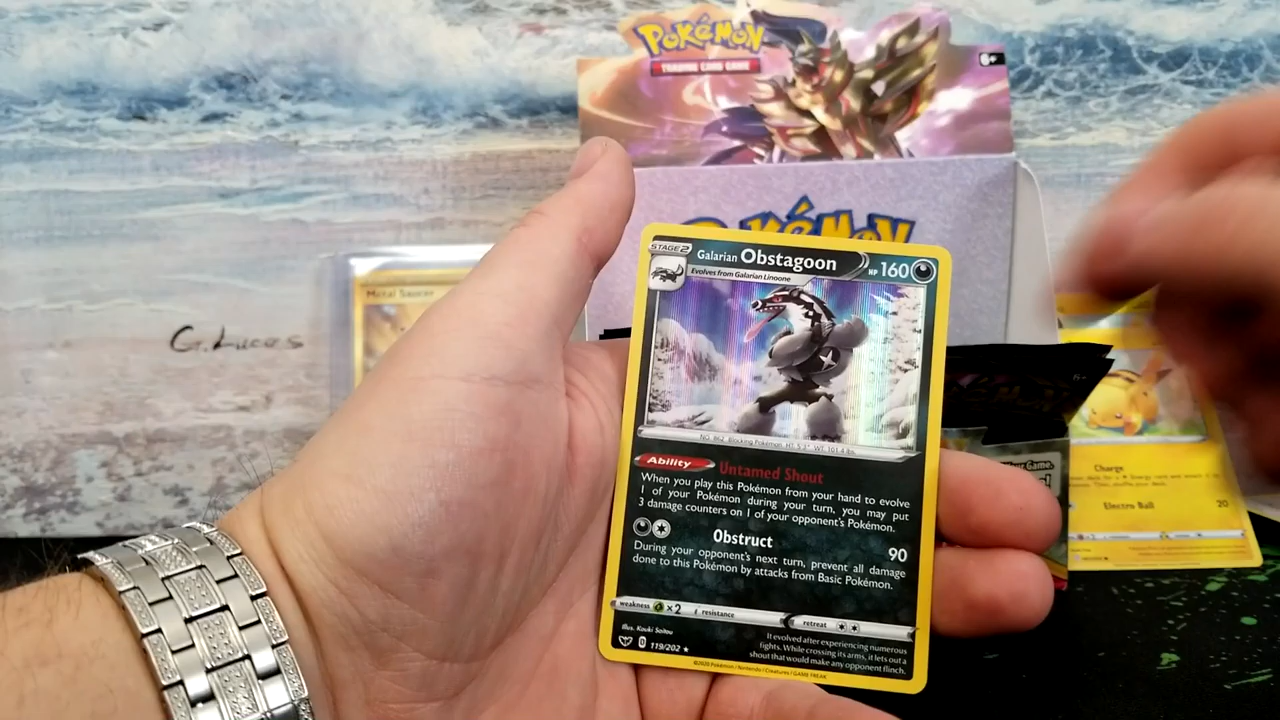 POKéMON
TRADING CARD GAME
6+
POKéMON
STAGE 2
Galarian Obstagoon
HP 160
Evolves from Galarian Linoone
NO. 862 Blocking Pokémon HT: 5'3" WT: 101.4 lbs.
Ability Untamed Shout
When you play this Pokémon from your hand to evolve
1 of your Pokémon during your turn, you may put
3 damage counters on 1 of your opponent's Pokémon.
Obstruct 90
During your opponent's next turn, prevent all damage
done to this Pokémon by attacks from Basic Pokémon.
weakness ×2 resistance retreat
Illus. Kouki Saitou
119/202 ★
It evolved after experiencing numerous
fights. While crossing its arms, it lets out a
shout that would make any opponent flinch.
©2020 Pokémon / Nintendo / Creatures / GAME FREAK
Metal Saucer
G.Lucas
Your Game.
Charge
Electro Ball 20